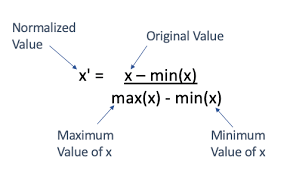 Normalized
Value
Original Value
x' = x – min(x)
max(x) - min(x)
Maximum
Value of x
Minimum
Value of x